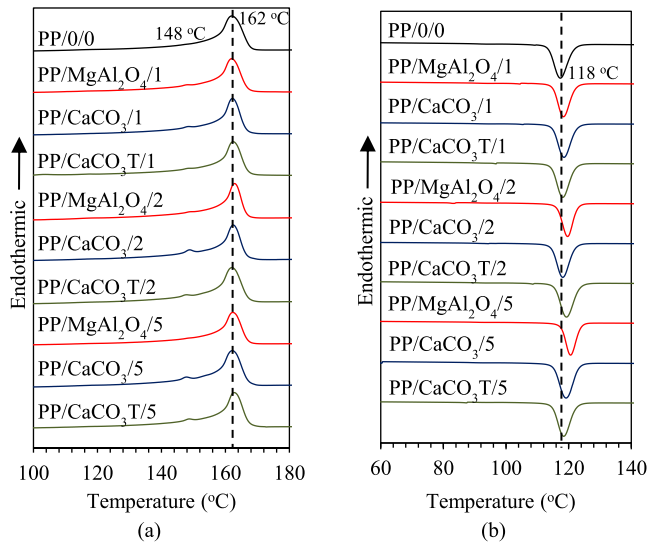 148 °C
162 °C
PP/0/0
PP/MgAl₂O₄/1
PP/CaCO₃/1
PP/CaCO₃T/1
PP/MgAl₂O₄/2
PP/CaCO₃/2
PP/CaCO₃T/2
PP/MgAl₂O₄/5
PP/CaCO₃/5
PP/CaCO₃T/5
Endothermic
100 120 140 160 180
Temperature (°C)
(a)
PP/0/0
118 °C
PP/MgAl₂O₄/1
PP/CaCO₃/1
PP/CaCO₃T/1
PP/MgAl₂O₄/2
PP/CaCO₃/2
PP/CaCO₃T/2
PP/MgAl₂O₄/5
PP/CaCO₃/5
PP/CaCO₃T/5
Endothermic
60 80 100 120 140
Temperature (°C)
(b)